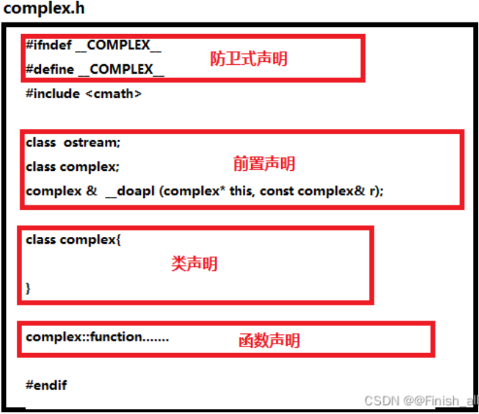 complex.h
#ifndef __COMPLEX__
#define __COMPLEX__
防卫式声明
#include <cmath>
class ostream;
class complex;
前置声明
complex & __doapl (complex* this, const complex& r);
class complex{
类声明
}
complex::function.......
函数声明
#endif
CSDN @@Finish_all